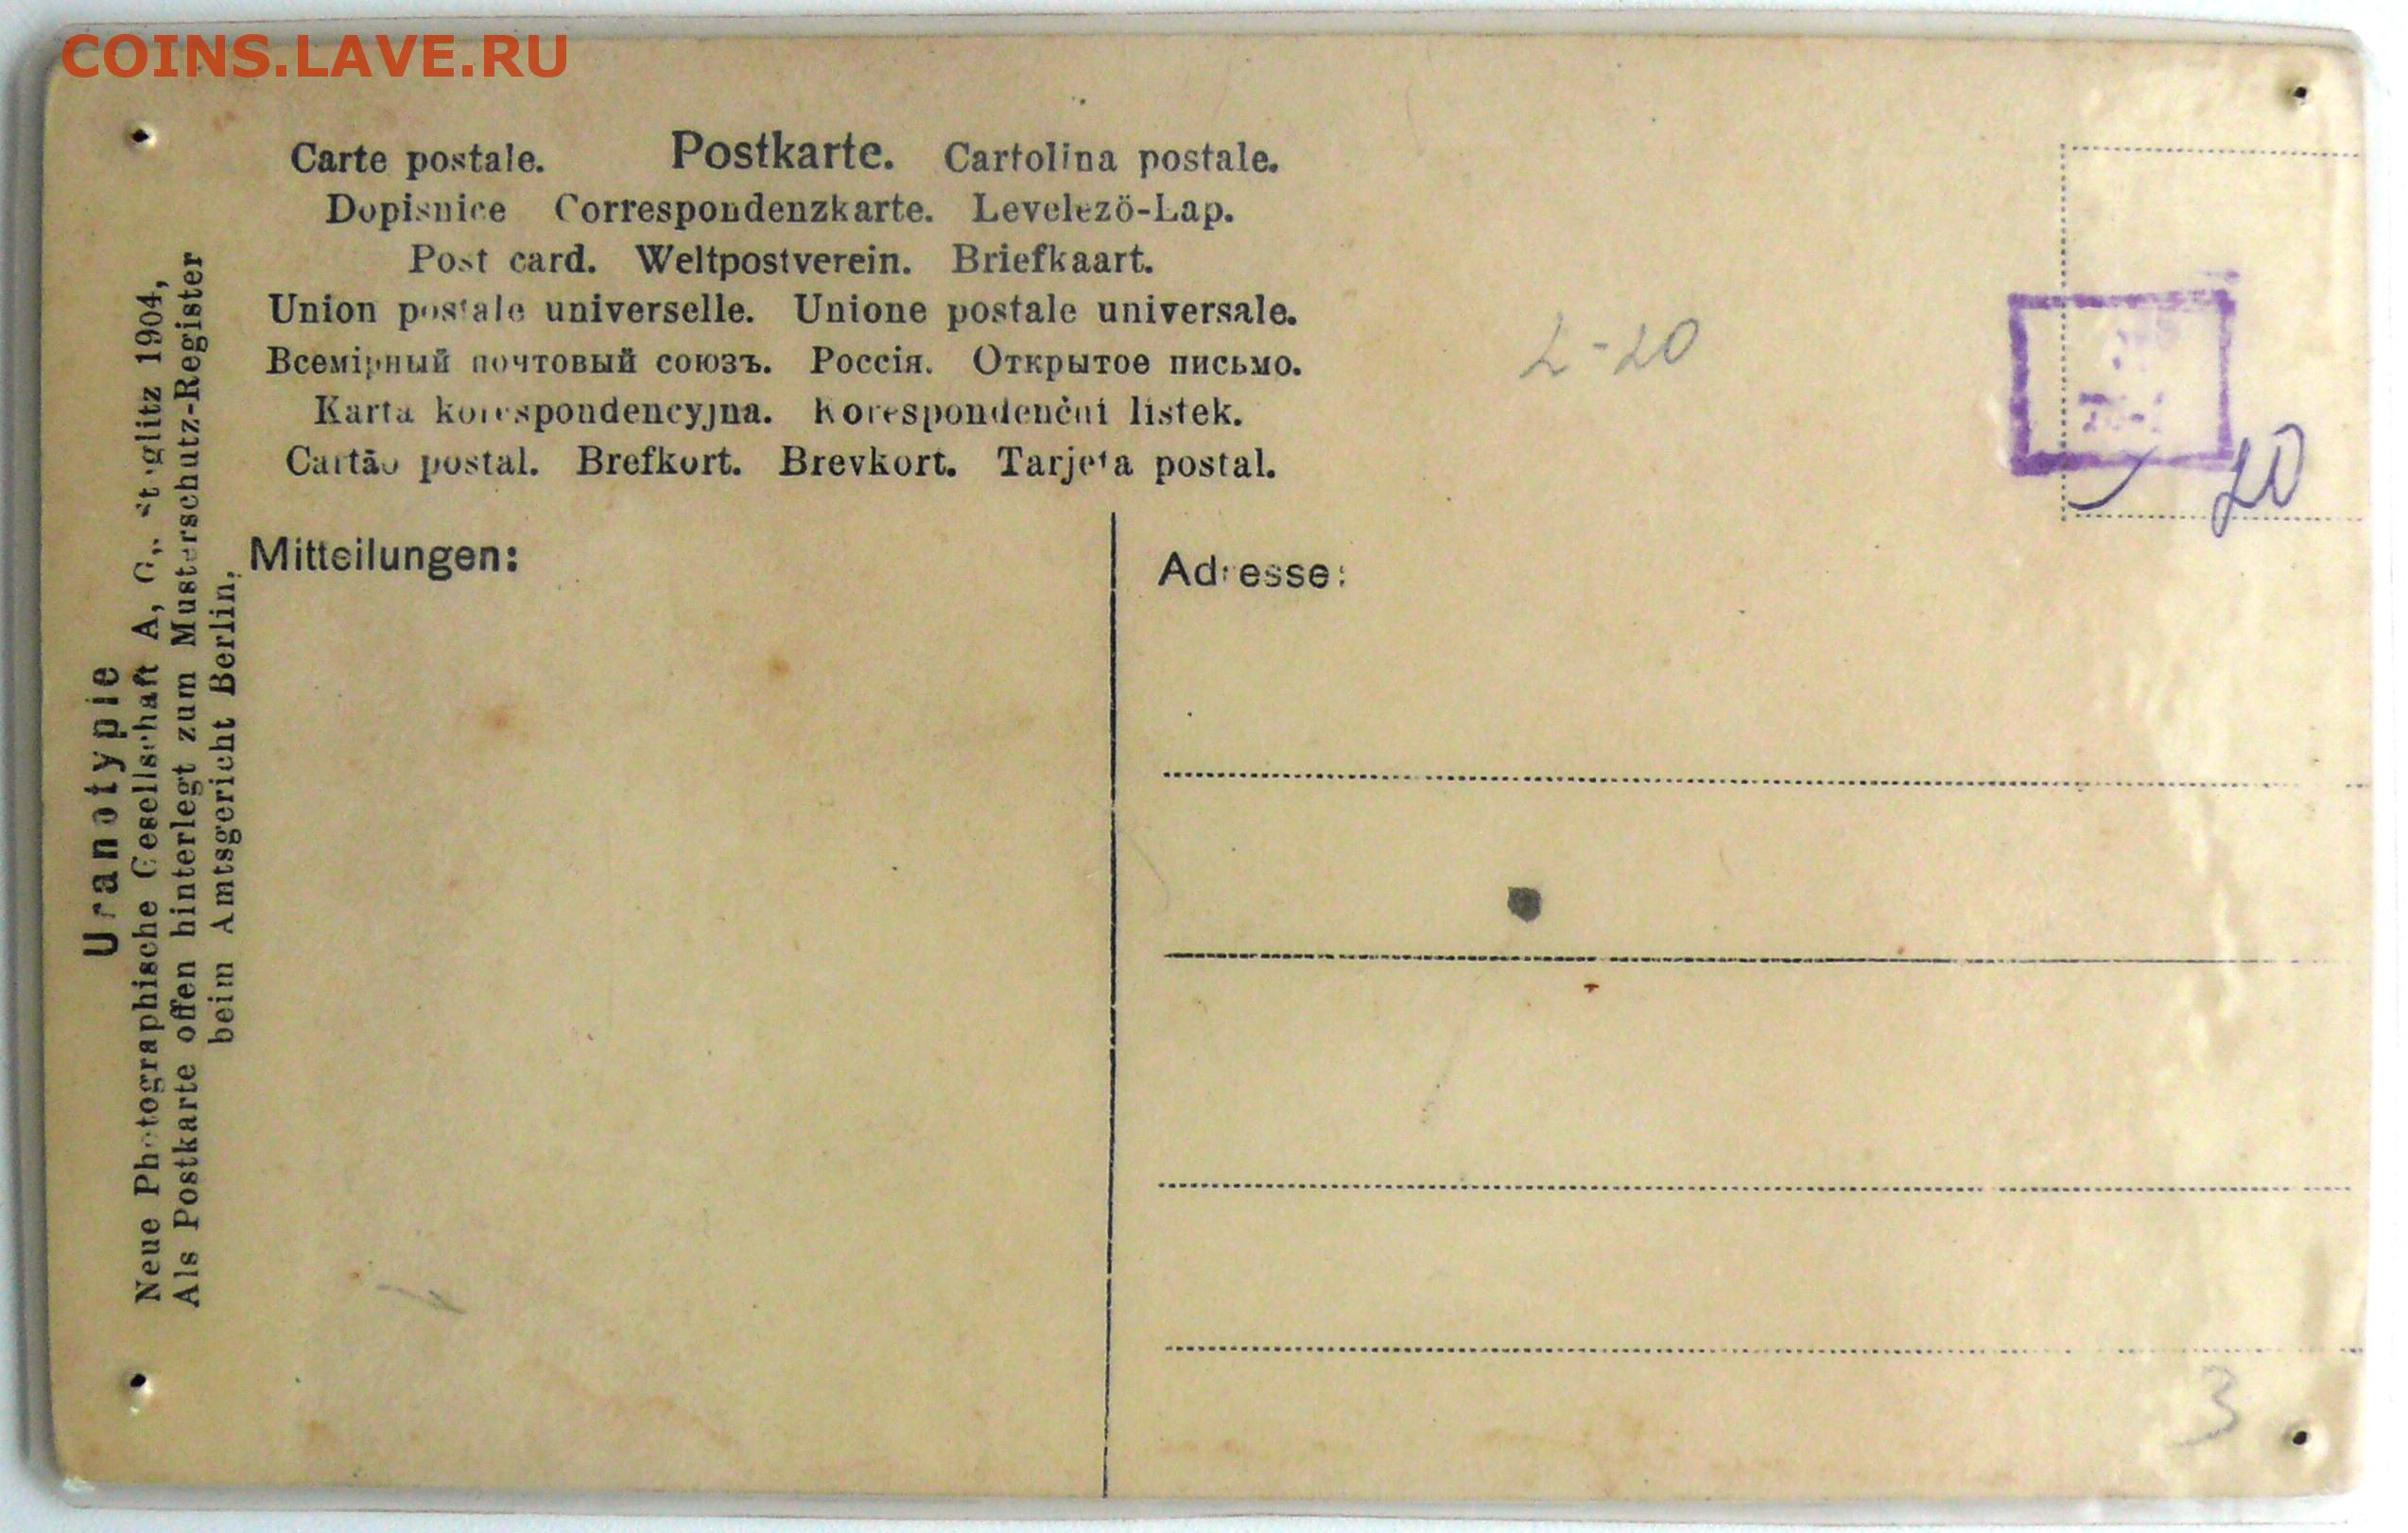 COINS.LAVE.RU
Carte postale. Postkarte. Cartolina postale.
Dopisnice Correspondenzkarte. Levelező-Lap.
Post card. Weltpostverein. Briefkaart.
Union postale universelle. Unione postale universale.
Всемірный почтовый союзъ. Россія. Открытое письмо.
Karta korespondencyjna. Korespondenční listek.
Cartão postal. Brefkort. Brevkort. Tarjeta postal.
Mitteilungen:
Adresse:
Uranotypie
Neue Photographische Gesellschaft A. G., Steglitz 1904,
Als Postkarte offen hinterlegt zum Musterschutz-Register
beim Amtsgericht Berlin.
2-20
20
3